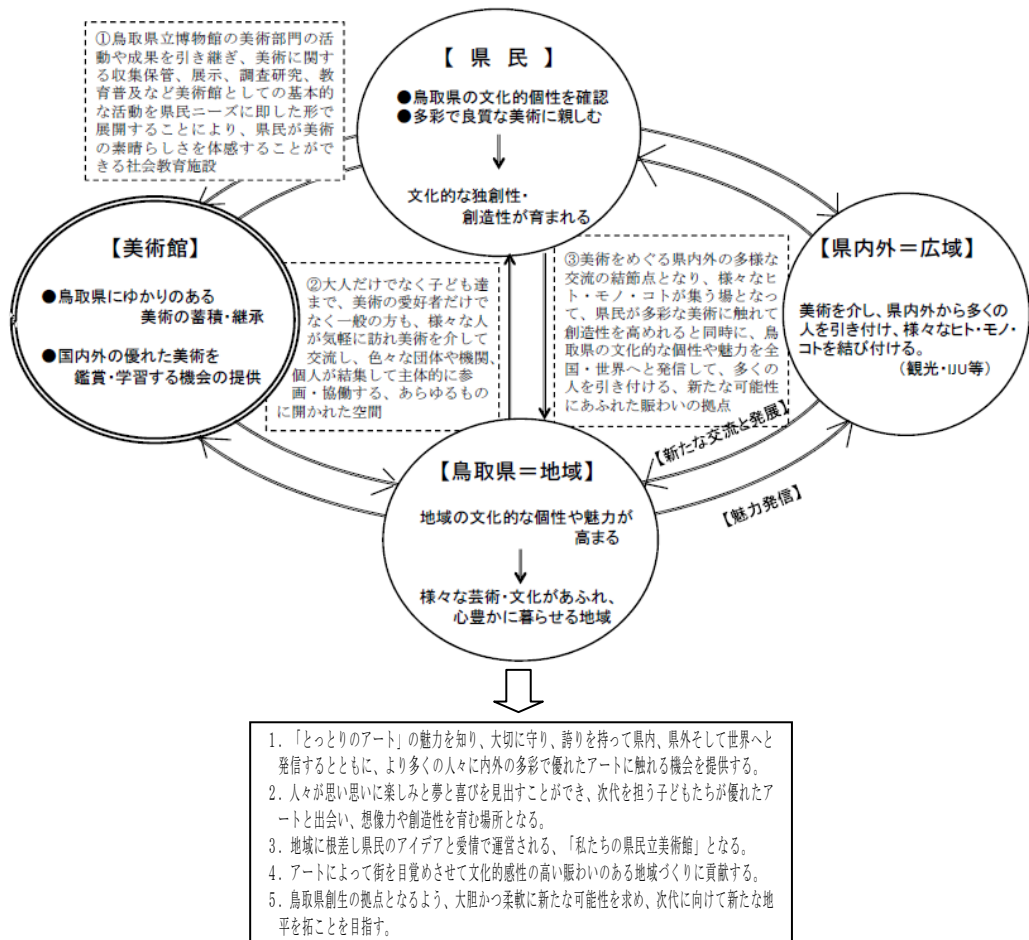 ①鳥取県立博物館の美術部門の活
動や成果を引き継ぎ、美術に関す
る収集保管、展示、調査研究、教
育普及など美術館としての基本的
な活動を県民ニーズに即した形で
展開することにより、県民が美術
の素晴らしさを体感することがで
きる社会教育施設
【 県 民 】
●鳥取県の文化的個性を確認
●多彩で良質な美術に親しむ
文化的な独創性・
創造性が育まれる
【美術館】
●鳥取県にゆかりのある
美術の蓄積・継承
●国内外の優れた美術を
鑑賞・学習する機会の提供
②大人だけでなく子ども達
まで、美術の愛好者だけで
なく一般の方も、様々な人
が気軽に訪れ美術を介して
交流し、色々な団体や機関、
個人が結集して主体的に参
画・協働する、あらゆるもの
に開かれた空間
③美術をめぐる県内外の多様な
交流の結節点となり、様々なヒ
ト・モノ・コトが集う場となっ
て、県民が多彩な美術に触れて
創造性を高めれると同時に、鳥
取県の文化的な個性や魅力を全
国・世界へと発信して、多くの
人を引き付ける、新たな可能性
にあふれた賑わいの拠点
【県内外＝広域】
美術を介し、県内外から多くの
人を引き付け、様々なヒト・モノ・
コトを結び付ける。
（観光・IJU等）
【新たな交流と発展】
【魅力発信】
【鳥取県＝地域】
地域の文化的な個性や魅力が
高まる
様々な芸術・文化があふれ、
心豊かに暮らせる地域
1．「とっとりのアート」の魅力を知り、大切に守り、誇りを持って県内、県外そして世界へと
発信するとともに、より多くの人々に内外の多彩で優れたアートに触れる機会を提供する。
2．人々が思い思いに楽しみと夢と喜びを見出すことができ、次代を担う子どもたちが優れたア
ートと出会い、想像力や創造性を育む場所となる。
3．地域に根差し県民のアイデアと愛情で運営される、「私たちの県民立美術館」となる。
4．アートによって街を目覚めさせて文化的感性の高い賑わいのある地域づくりに貢献する。
5．鳥取県創生の拠点となるよう、大胆かつ柔軟に新たな可能性を求め、次代に向けて新たな地
平を拓ことを目指す。